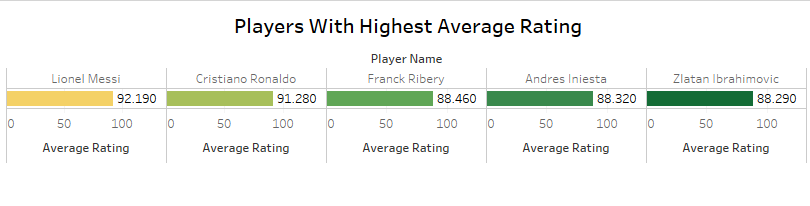 Players With Highest Average Rating
Player Name
Lionel Messi Cristiano Ronaldo Franck Ribery Andres Iniesta Zlatan Ibrahimovic
92.190 91.280 88.460 88.320 88.290
0 50 100 0 50 100 0 50 100 0 50 100 0 50 100
Average Rating Average Rating Average Rating Average Rating Average Rating